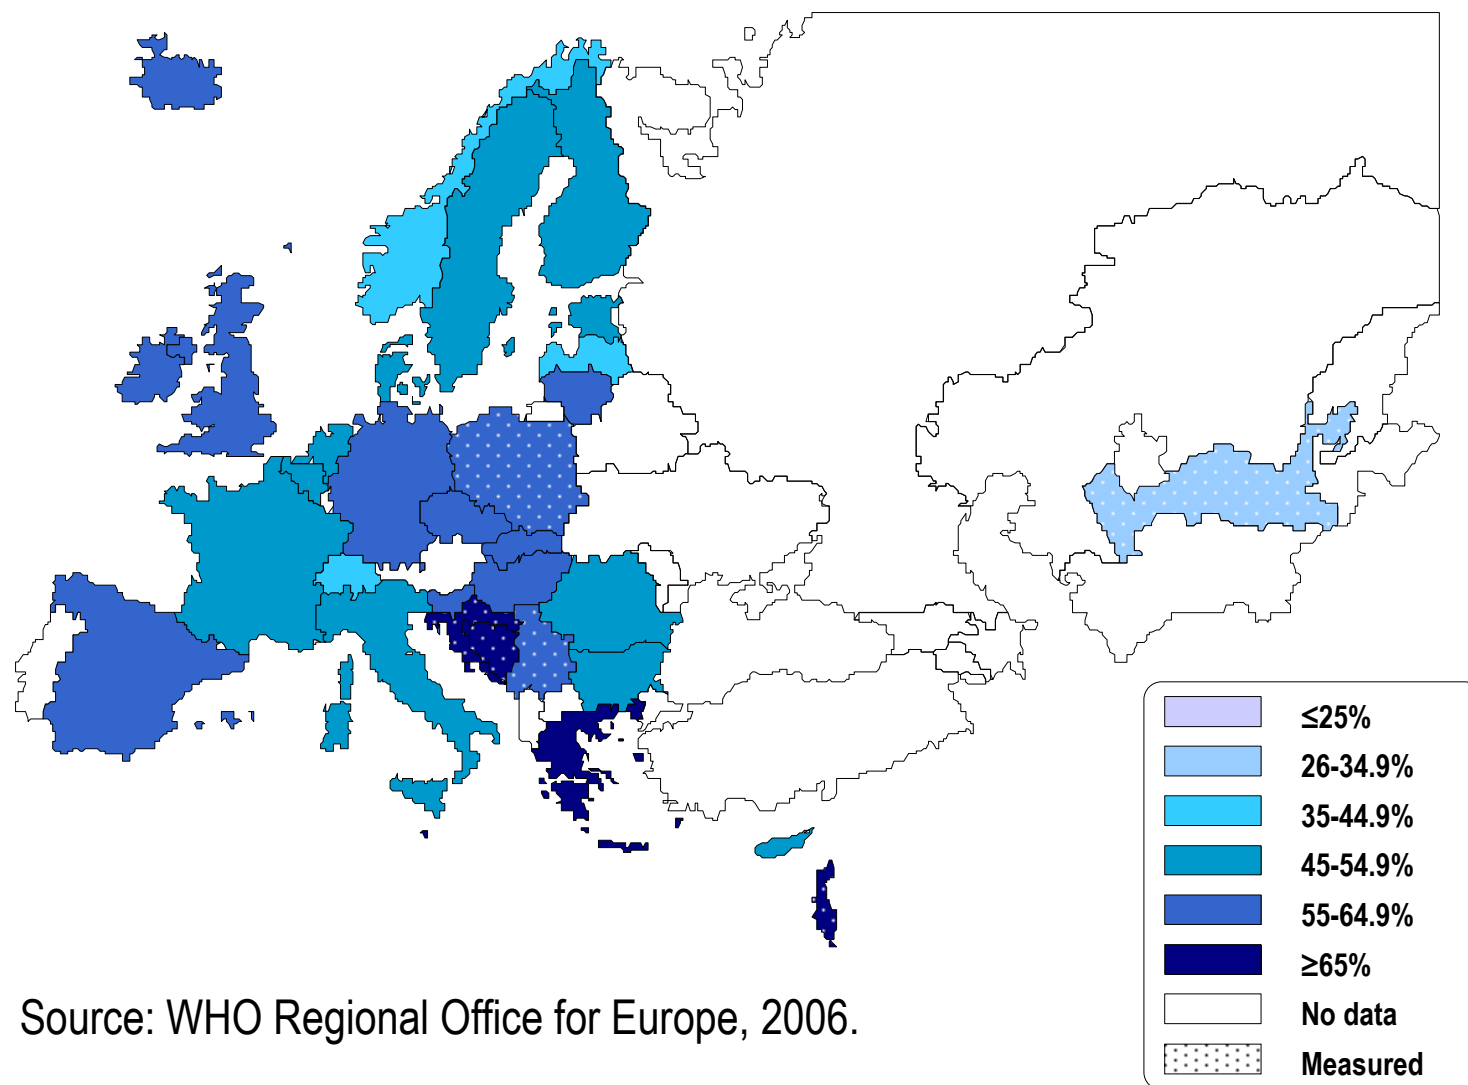 ≤25%
26-34.9%
35-44.9%
45-54.9%
55-64.9%
≥65%
No data
Measured
Source: WHO Regional Office for Europe, 2006.